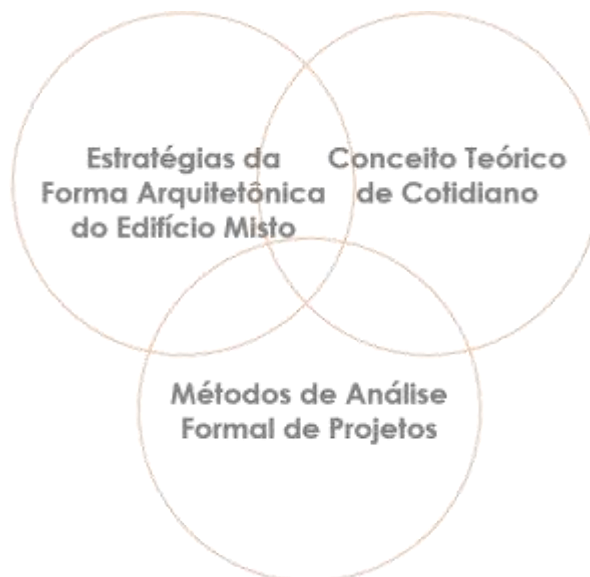 Estratégias da
Forma Arquitetônica
do Edifício Misto
Conceito Teórico
de Cotidiano
Métodos de Análise
Formal de Projetos